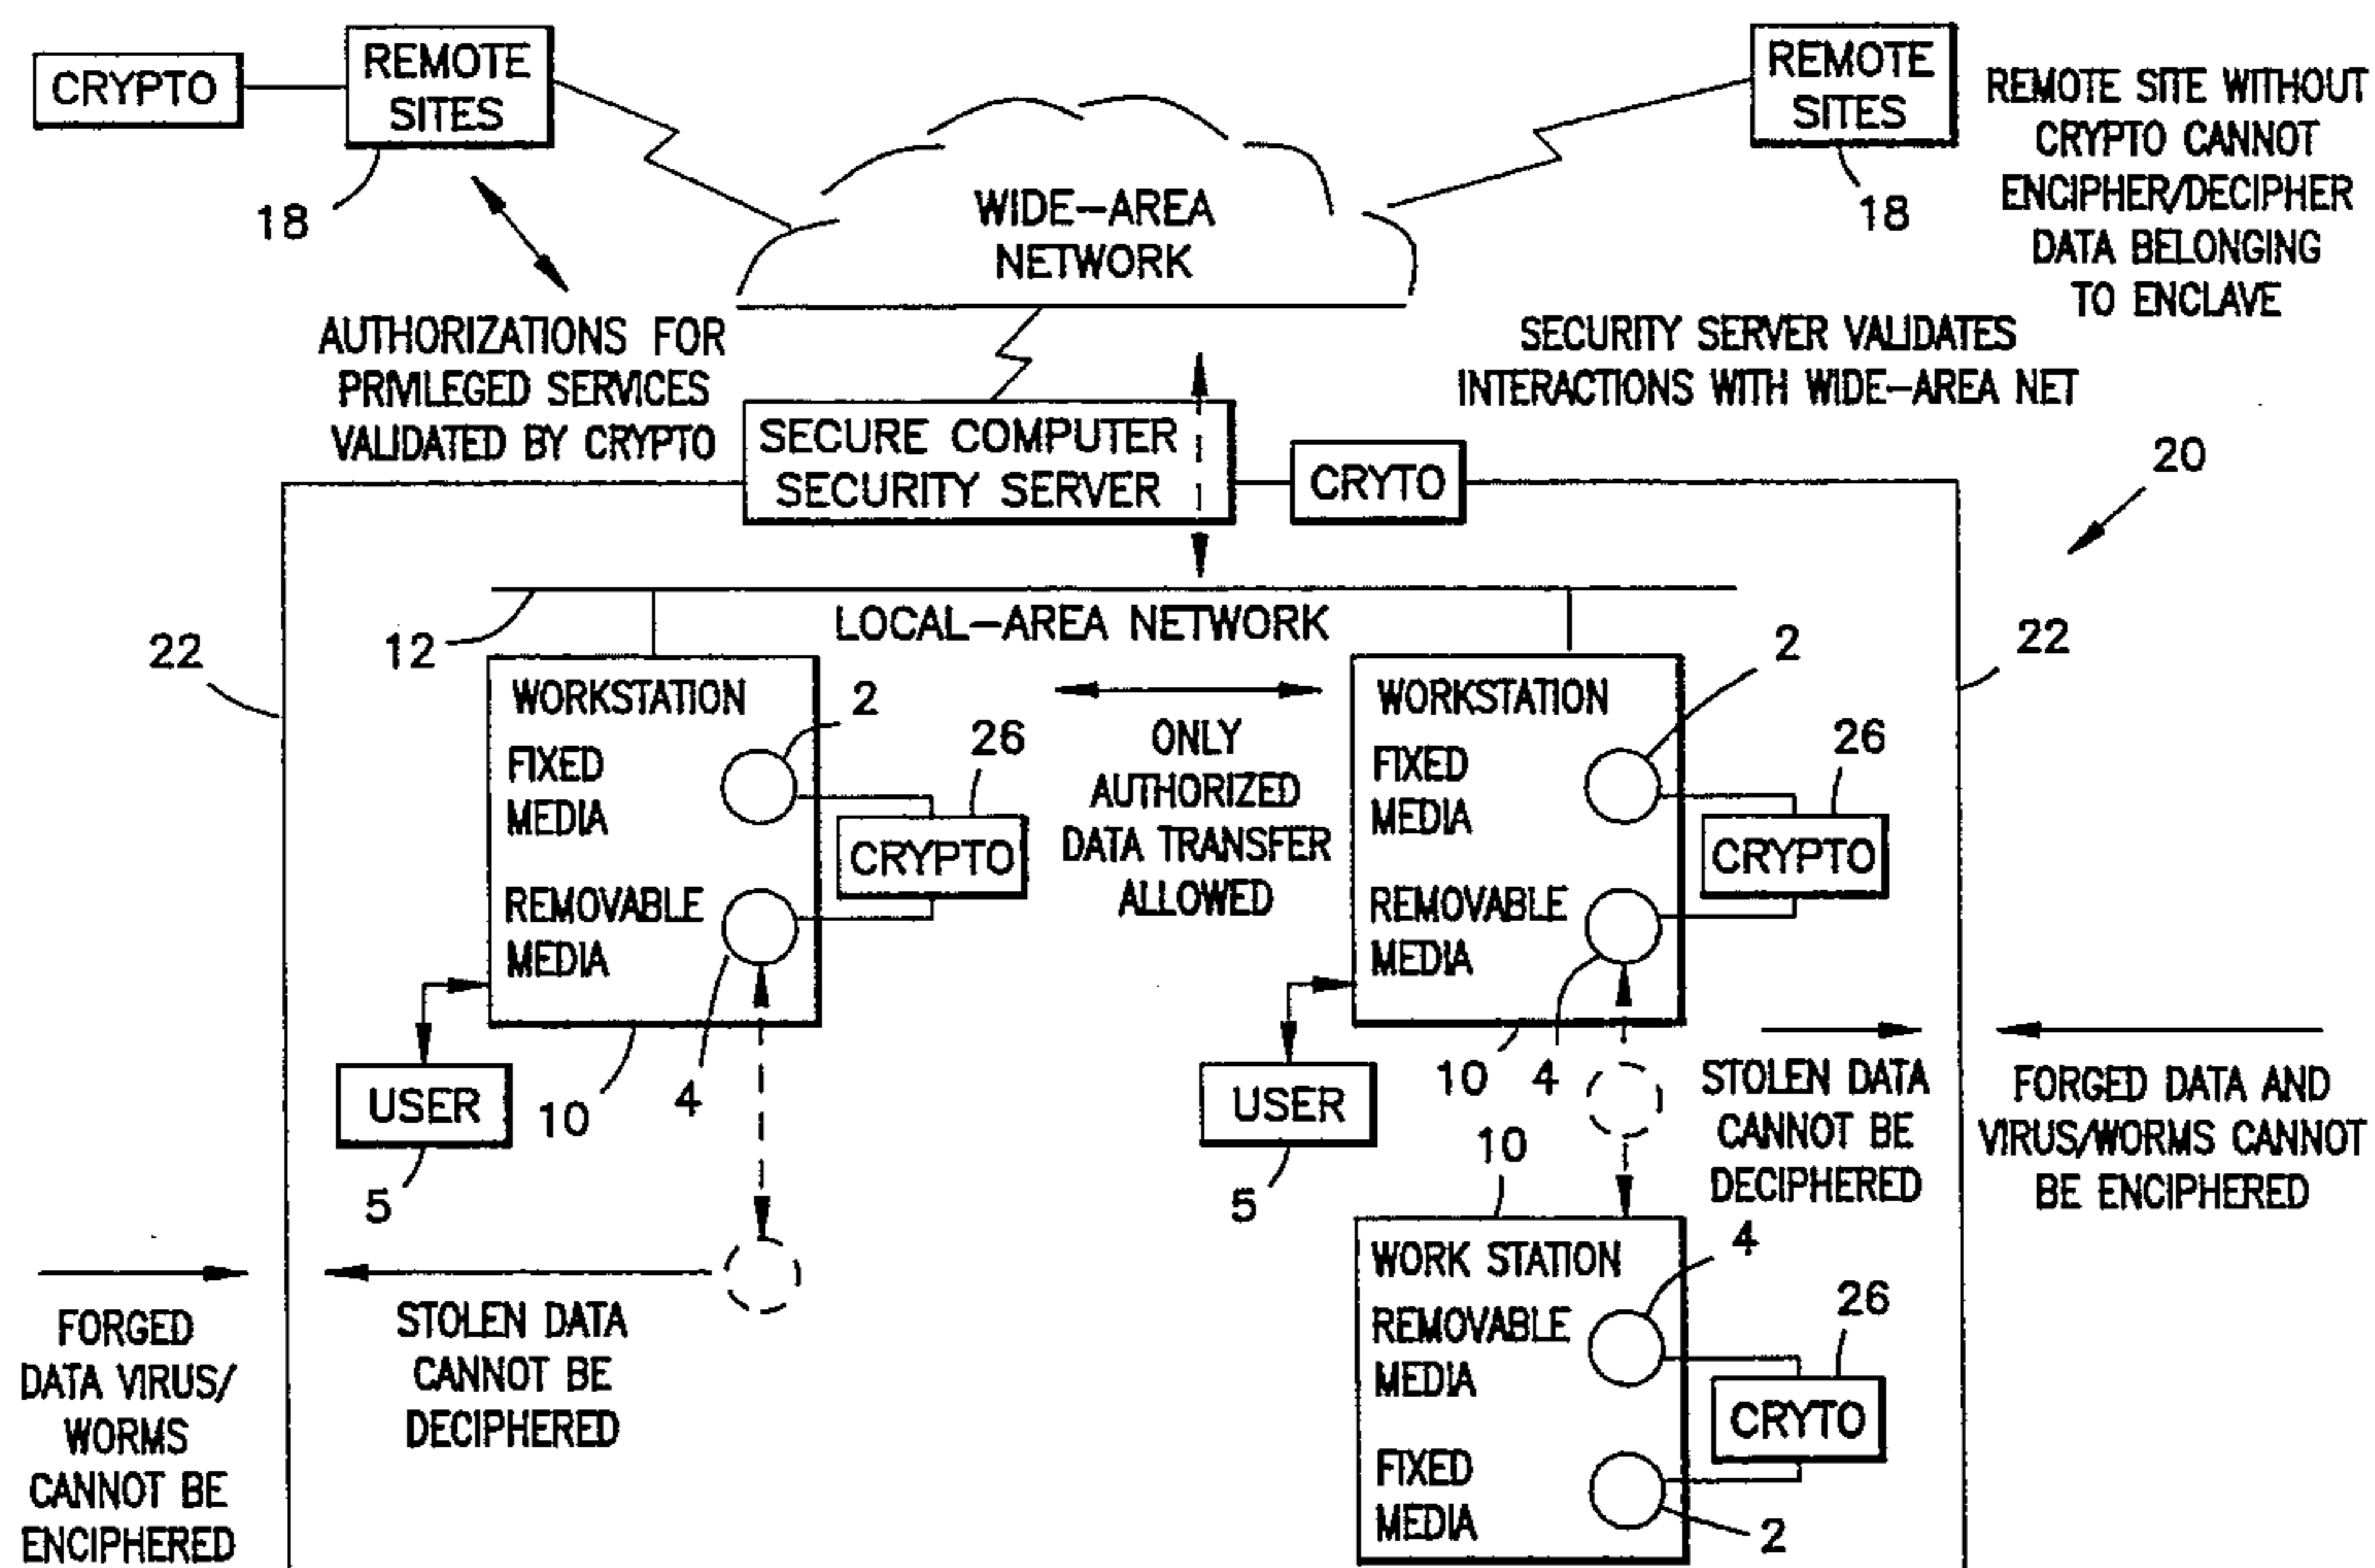 CRYPTO
REMOTE
SITES
18
REMOTE
SITES
18
REMOTE SITE WITHOUT
CRYPTO CANNOT
ENCIPHER/DECIPHER
DATA BELONGING
TO ENCLAVE
WIDE-AREA
NETWORK
AUTHORIZATIONS FOR
PRIVILEGED SERVICES
VALIDATED BY CRYPTO
SECURITY SERVER VALIDATES
INTERACTIONS WITH WIDE-AREA NET
SECURE COMPUTER
SECURITY SERVER
CRYTO
20
22
12
LOCAL-AREA NETWORK
22
WORKSTATION
2
FIXED
MEDIA
26
CRYPTO
REMOVABLE
MEDIA
4
10
USER
5
ONLY
AUTHORIZED
DATA TRANSFER
ALLOWED
WORKSTATION
2
FIXED
MEDIA
26
CRYPTO
REMOVABLE
MEDIA
10
4
USER
5
STOLEN DATA
CANNOT BE
DECIPHERED
FORGED DATA AND
VIRUS/WORMS CANNOT
BE ENCIPHERED
FORGED
DATA VIRUS/
WORMS
CANNOT BE
ENCIPHERED
STOLEN DATA
CANNOT BE
DECIPHERED
10
WORK STATION
4
REMOVABLE
MEDIA
26
CRYTO
FIXED
MEDIA
2